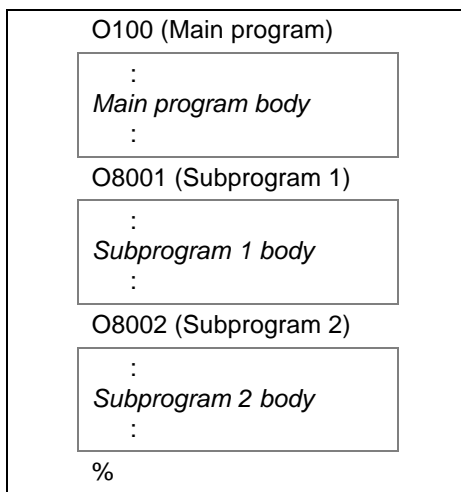 O100 (Main program)
:
Main program body
:
O8001 (Subprogram 1)
:
Subprogram 1 body
:
O8002 (Subprogram 2)
:
Subprogram 2 body
:
%